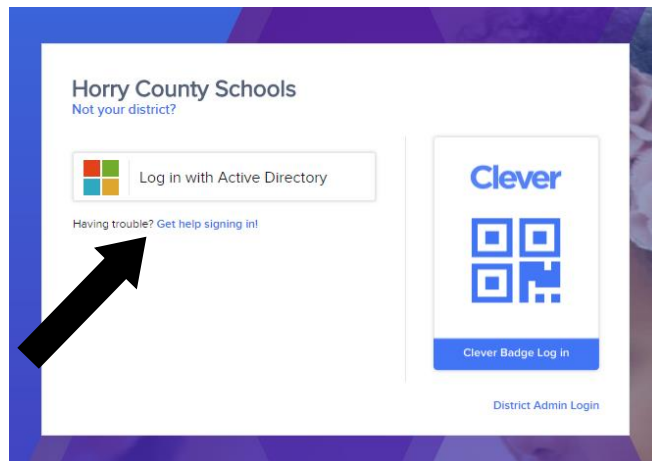 Horry County Schools
Not your district?
Log in with Active Directory
Having trouble? Get help signing in!
Clever
Clever Badge Log in
District Admin Login